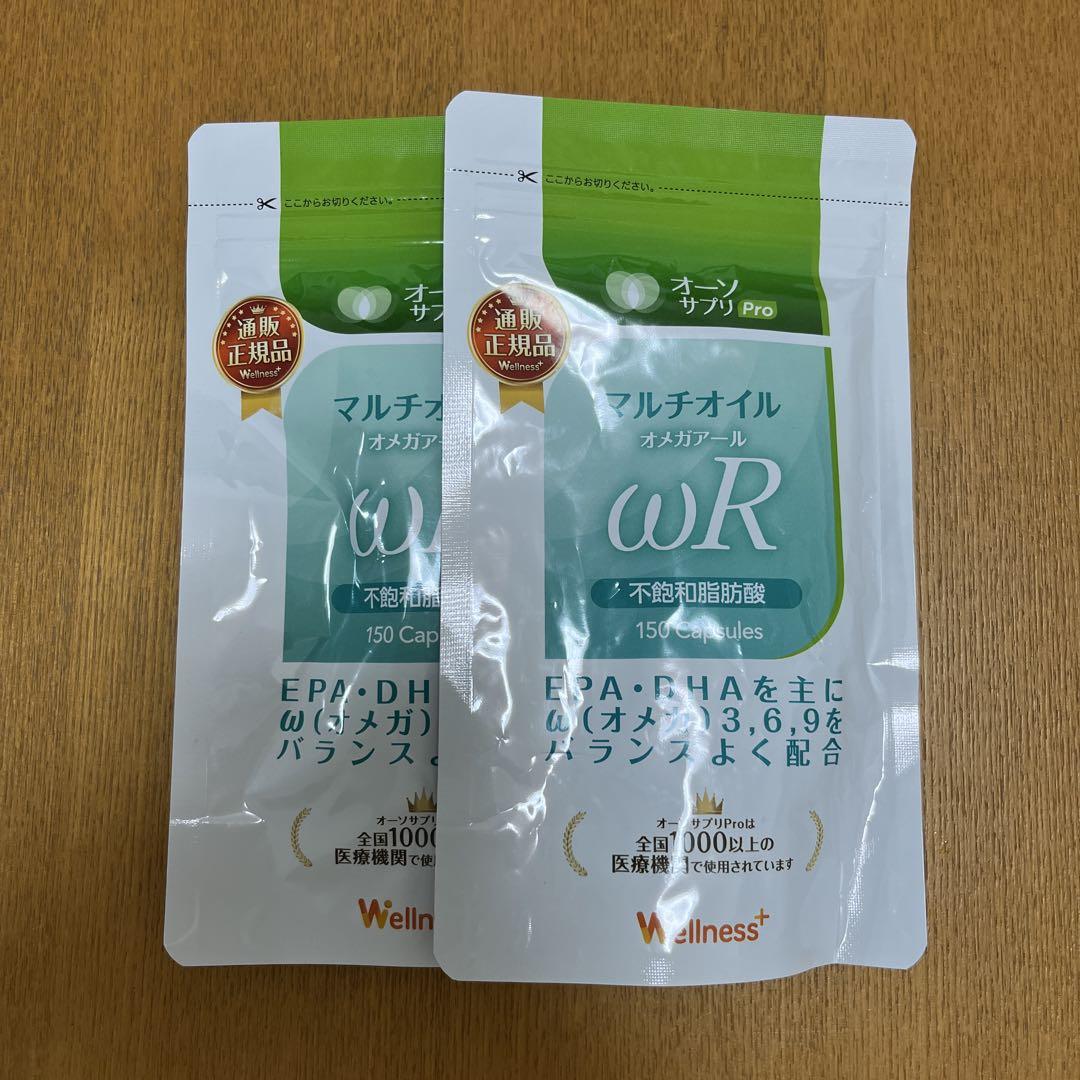 ここからお切りください。
オーソ
サプ
通販
正規品
Wellness+
マルチオ
オメガア
ω
不飽和脂
150 Cap
EPA・DH
ω(オメガ)
バランス
オーソサプリ
全国1000
医療機関で使
Welln
ここからお切りください。
オーソ
サプリ Pro
通販
正規品
Wellness+
マルチオイル
オメガアール
ωR
不飽和脂肪酸
150 Capsules
EPA・DHAを主に
ω(オメガ)3,6,9を
バランスよく配合
オーソサプリProは
全国1000以上の
医療機関で使用されています
Wellness+